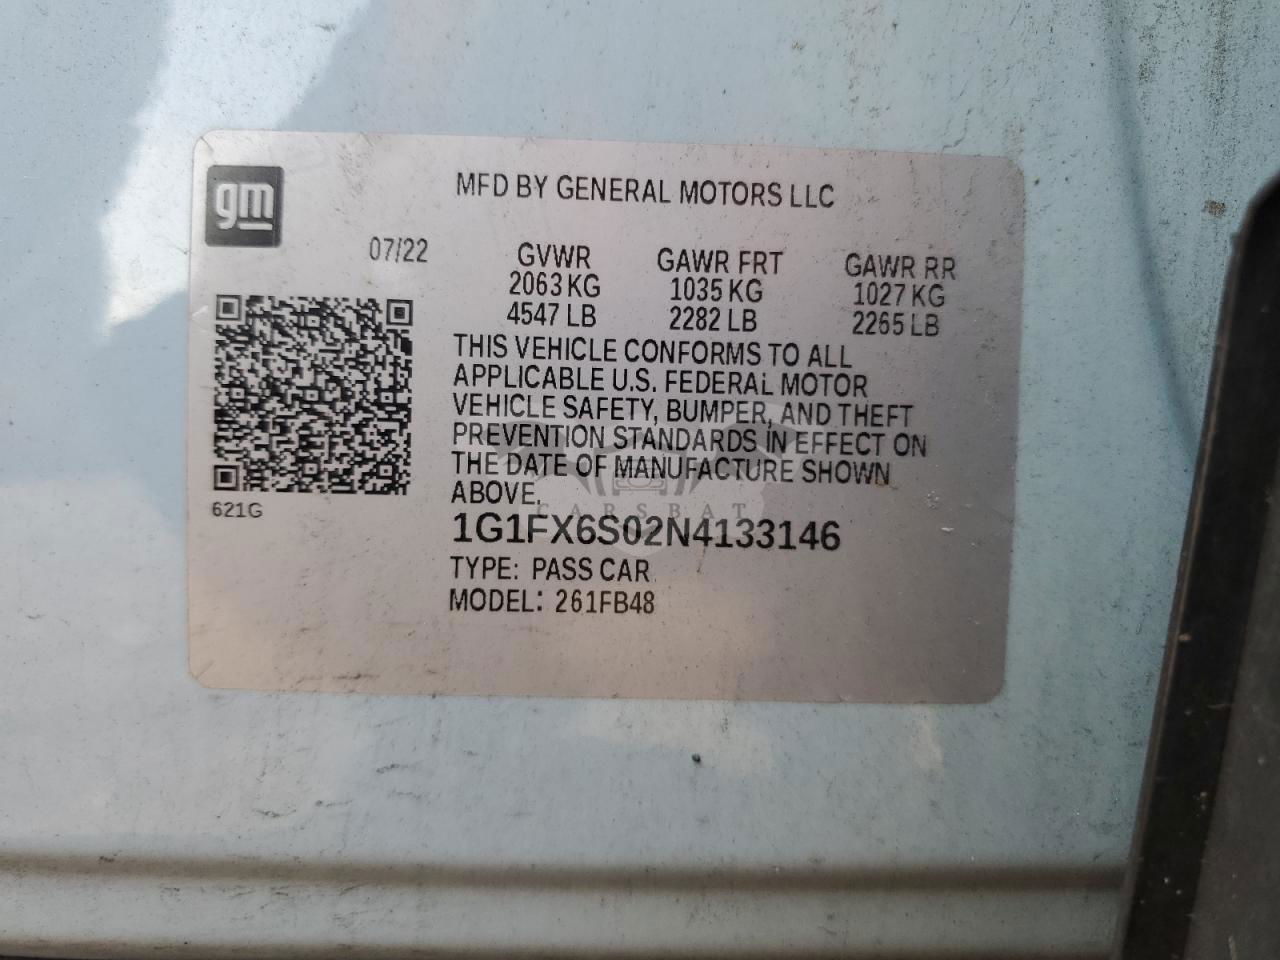 gm
MFD BY GENERAL MOTORS LLC
07/22
GVWR GAWR FRT GAWR RR
2063 KG 1035 KG 1027 KG
4547 LB 2282 LB 2265 LB
THIS VEHICLE CONFORMS TO ALL
APPLICABLE U.S. FEDERAL MOTOR
VEHICLE SAFETY, BUMPER, AND THEFT
PREVENTION STANDARDS IN EFFECT ON
THE DATE OF MANUFACTURE SHOWN
ABOVE.
CARSBAT
1G1FX6S02N4133146
621G
TYPE: PASS CAR
MODEL: 261FB48